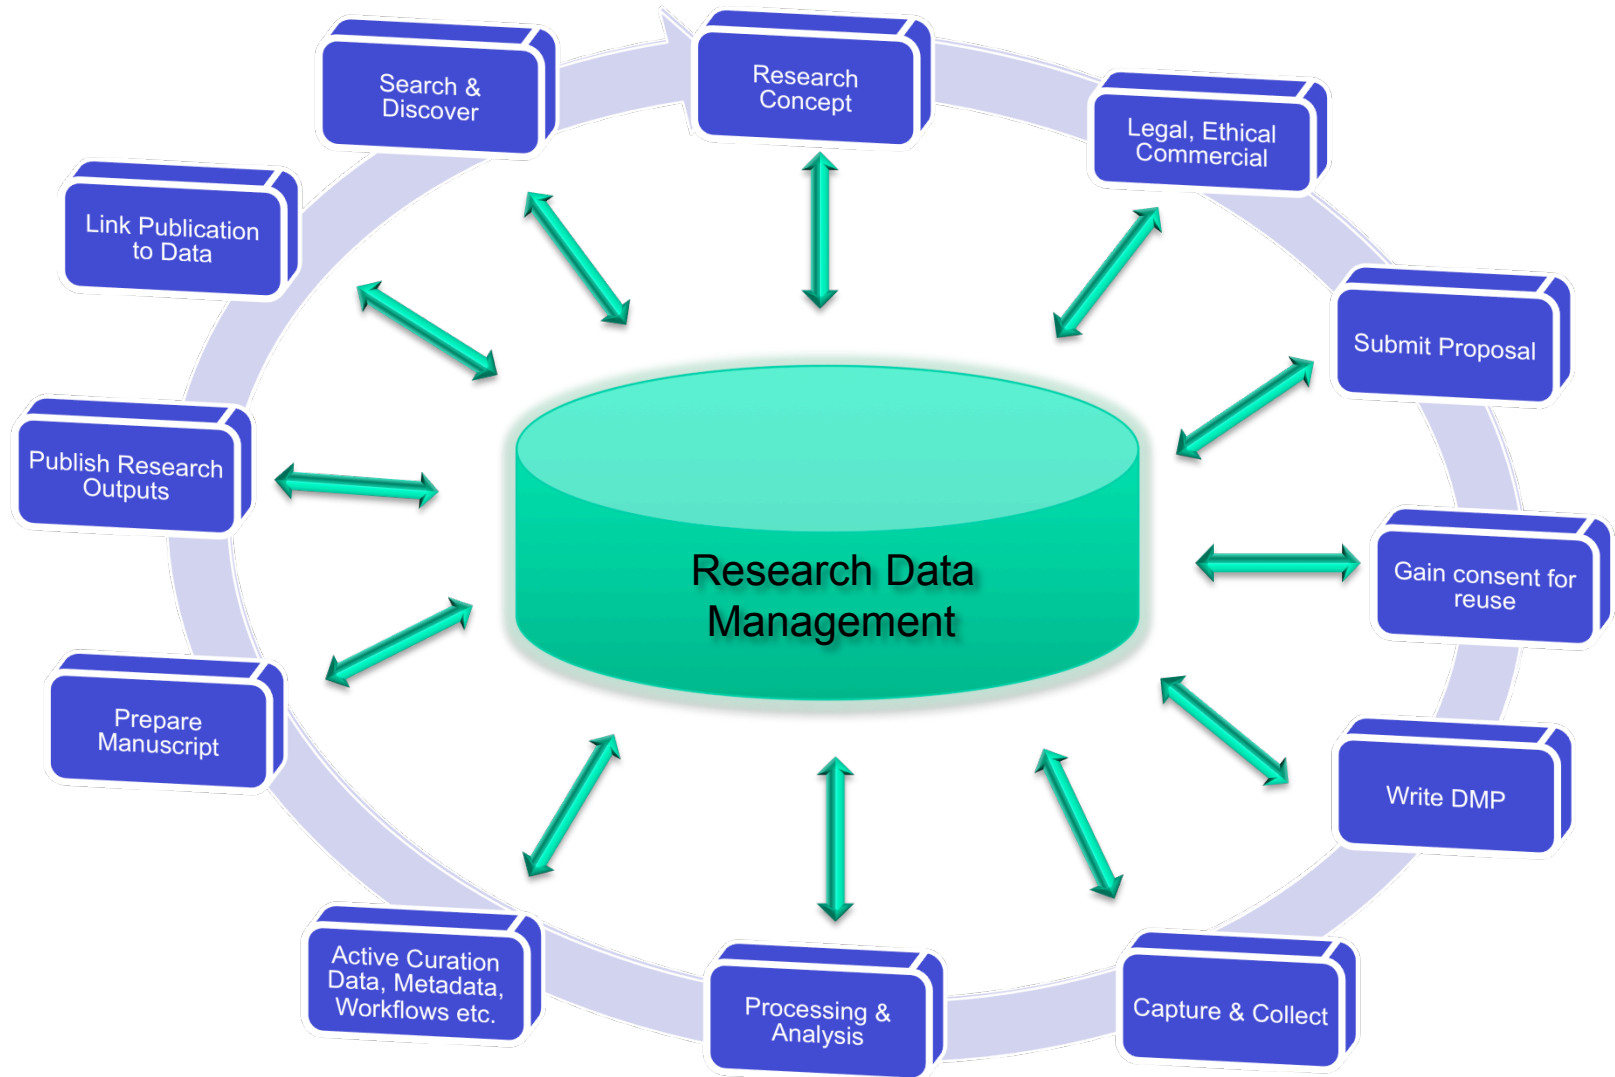 Research
Concept
Legal, Ethical
Commercial
Submit Proposal
Gain consent for
reuse
Write DMP
Capture & Collect
Processing &
Analysis
Active Curation
Data, Metadata,
Workflows etc.
Prepare
Manuscript
Publish Research
Outputs
Link Publication
to Data
Search &
Discover
Research Data
Management